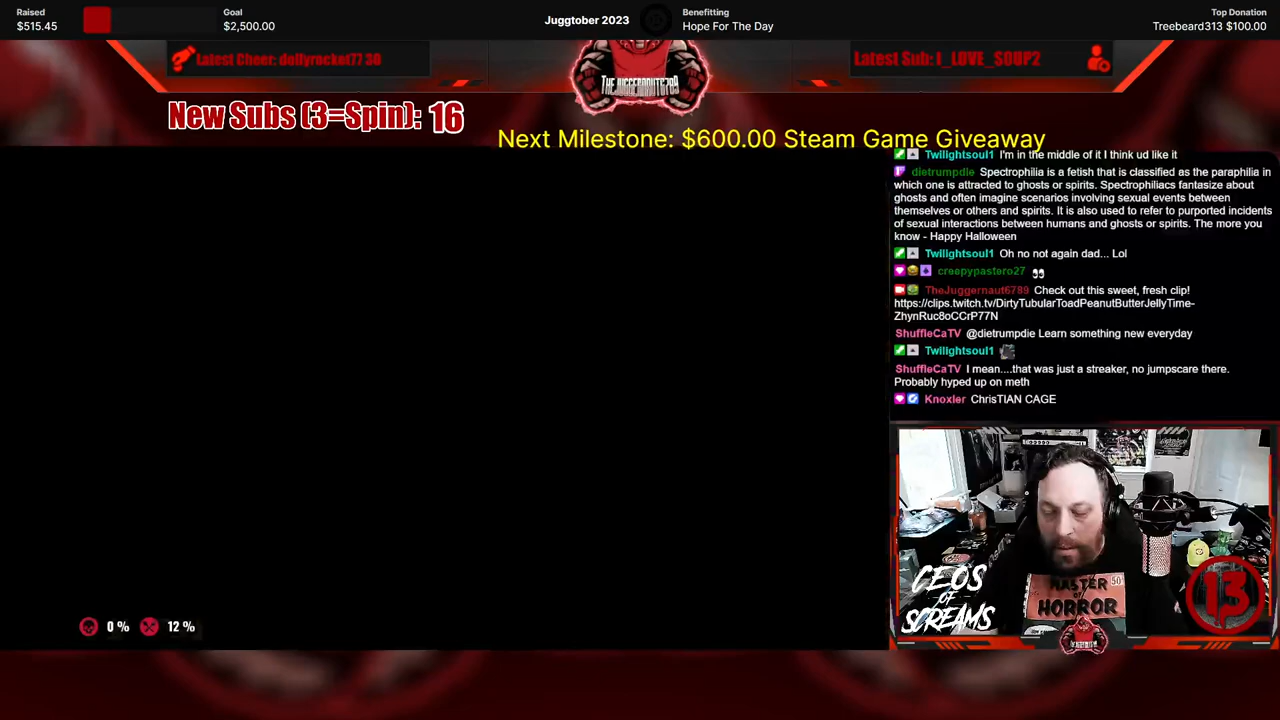 Raised
$515.45
Goal
$2,500.00
Juggtober 2023
Benefitting
Hope For The Day
Top Donation
Treebeard313 $100.00
Latest Cheer: dollyrocket77 30
THEJUGGERNAUT6789
Latest Sub: I_LOVE_SOUP2
New Subs (3=Spin): 16
Next Milestone: $600.00 Steam Game Giveaway
Twilightsoul1 I'm in the middle of it I think ud like it
dietrumpdie Spectrophilia is a fetish that is classified as the paraphilia in
which one is attracted to ghosts or spirits. Spectrophiliacs fantasize about
ghosts and often imagine scenarios involving sexual events between
themselves or others and spirits. It is also used to refer to purported incidents
of sexual interactions between humans and ghosts or spirits. The more you
know - Happy Halloween
Twilightsoul1 Oh no not again dad... Lol
creepypastero27
TheJuggernaut6789 Check out this sweet, fresh clip!
https://clips.twitch.tv/DirtyTubularToadPeanutButterJellyTime-
ZhynRuc8oCCrP77N
ShuffleCaTV @dietrumpdie Learn something new everyday
Twilightsoul1
ShuffleCaTV I mean....that was just a streaker, no jumpscare there.
Probably hyped up on meth
Knoxler ChrisTIAN CAGE
CEOS
OF
SCREAMS
MASTER
OF
HORROR
50¢
13
0 %
12 %